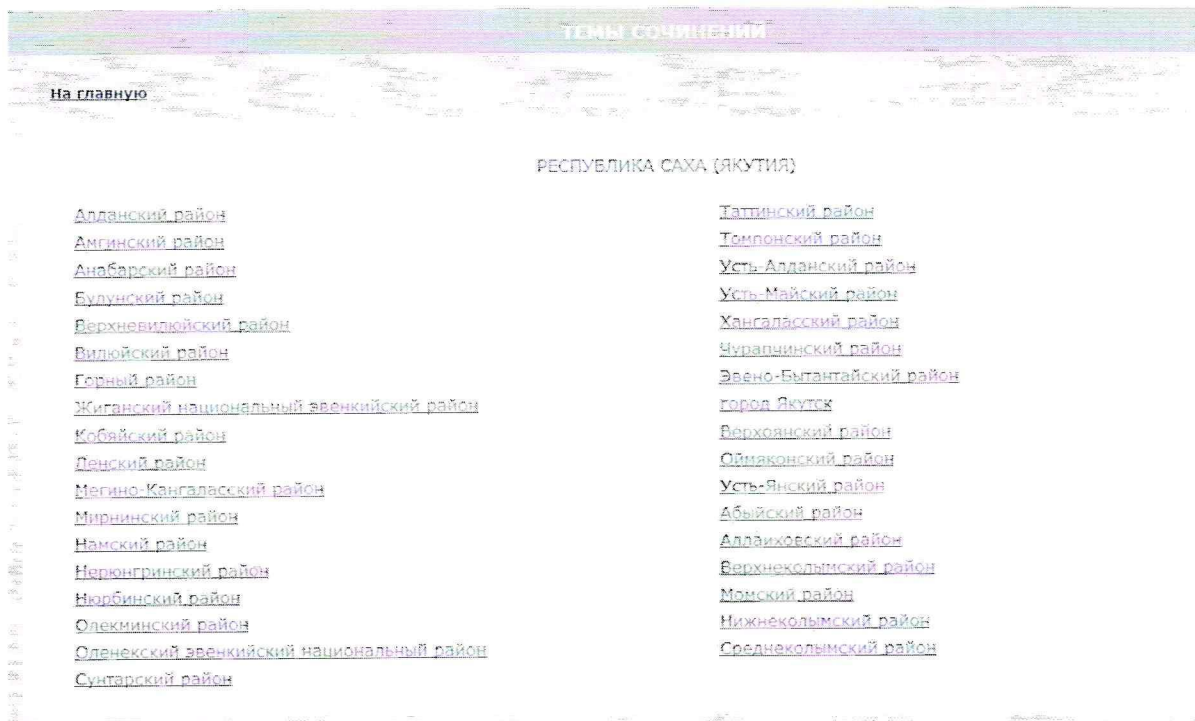 ТЕМЫ СОЧИНЕНИЙ
На главную
РЕСПУБЛИКА САХА (ЯКУТИЯ)
Алданский район
Амгинский район
Анабарский район
Булунский район
Верхневилюйский район
Вилюйский район
Горный район
Жиганский национальный эвенкийский район
Кобяйский район
Ленский район
Мегино-Кангаласский район
Мирнинский район
Намский район
Нерюнгринский район
Нюрбинский район
Олекминский район
Оленекский эвенкийский национальный район
Сунтарский район
Таттинский район
Томпонский район
Усть-Алданский район
Усть-Майский район
Хангаласский район
Чурапчинский район
Эвено-Бытантайский район
город Якутск
Верхоянский район
Оймяконский район
Усть-Янский район
Абыйский район
Аллаиховский район
Верхнеколымский район
Момский район
Нижнеколымский район
Среднеколымский район